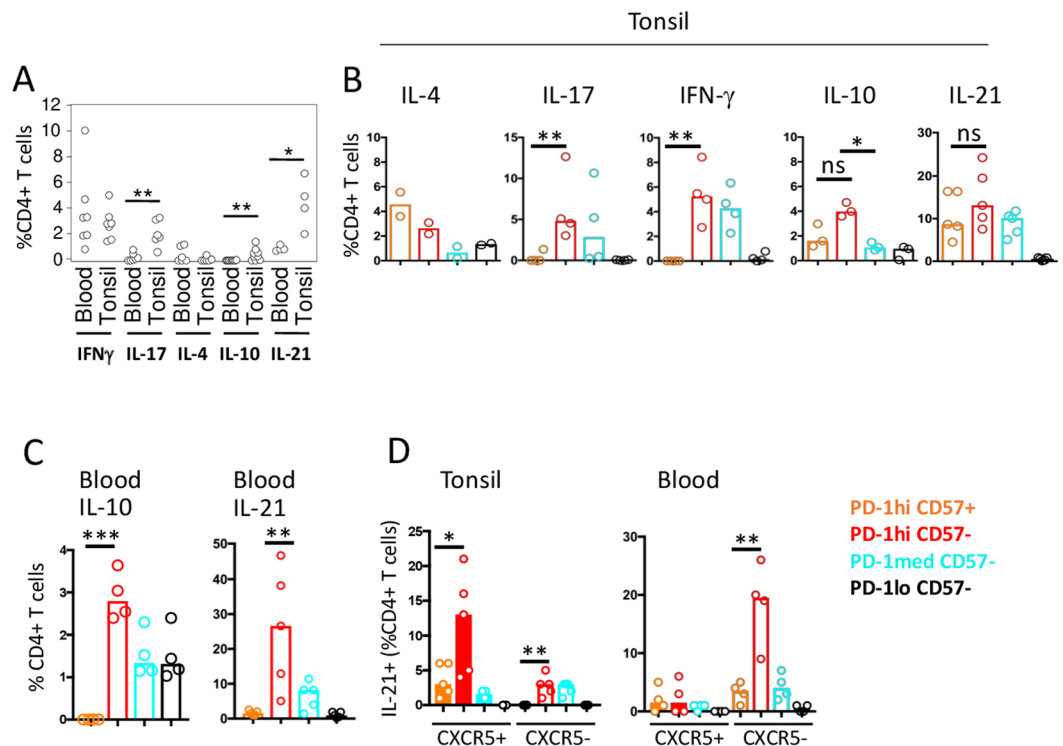 Tonsil
A
%CD4+ T cells
12
10
8
6
4
2
0
**
**
*
Blood
Tonsil
Blood
Tonsil
Blood
Tonsil
Blood
Tonsil
Blood
Tonsil
IFNγ
IL-17
IL-4
IL-10
IL-21
B
%CD4+ T cells
IL-4
10
8
6
4
2
0
IL-17
15
10
5
0
**
IFN-γ
10
8
6
4
2
0
**
IL-10
10
8
6
4
2
0
ns
*
IL-21
30
20
10
0
ns
C
Blood
IL-10
% CD4+ T cells
4
3
2
1
0
***
Blood
IL-21
50
40
30
20
10
0
**
D
Tonsil
IL-21+ (%CD4+ T cells)
25
20
15
10
5
0
*
**
CXCR5+
CXCR5-
Blood
30
20
10
0
**
CXCR5+
CXCR5-
PD-1hi CD57+
PD-1hi CD57-
PD-1med CD57-
PD-1lo CD57-